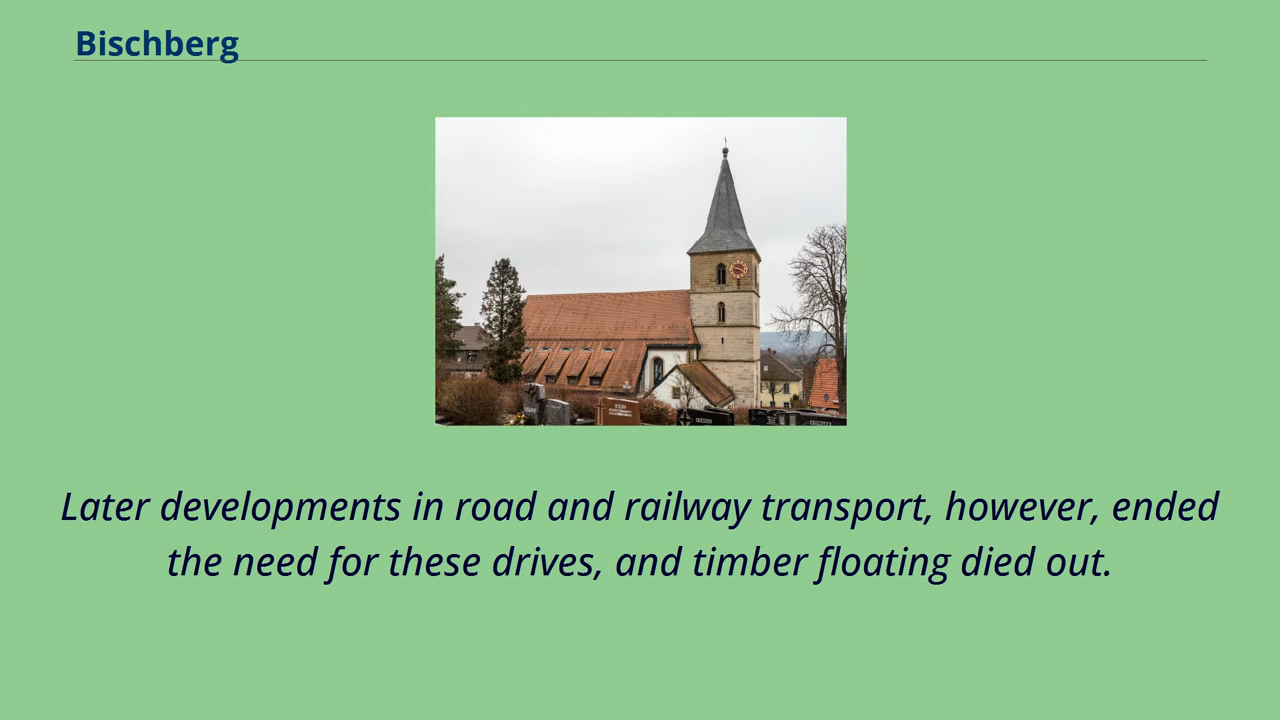 Bischberg
Later developments in road and railway transport, however, ended
the need for these drives, and timber floating died out.